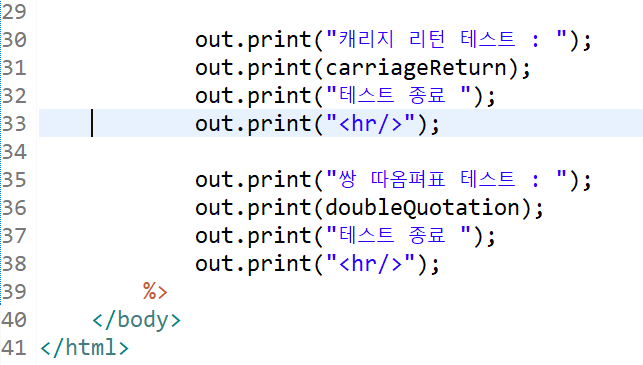 29
30 out.print("캐리지 리턴 테스트 : ");
31 out.print(carriageReturn);
32 out.print("테스트 종료 ");
33 out.print("<hr/>");
34
35 out.print("쌍 따옴펴표 테스트 : ");
36 out.print(doubleQuotation);
37 out.print("테스트 종료 ");
38 out.print("<hr/>");
39 %>
40 </body>
41 </html>